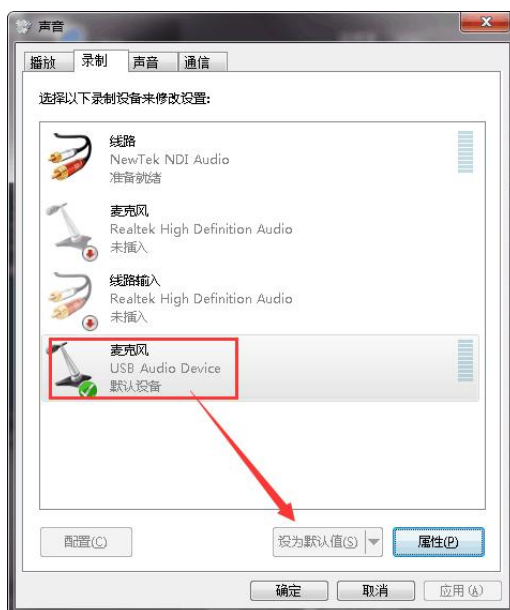 声音
播放 录制 声音 通信
选择以下录制设备来修改设置:
线路
NewTek NDI Audio
准备就绪
麦克风
Realtek High Definition Audio
未插入
线路输入
Realtek High Definition Audio
未插入
麦克风
USB Audio Device
默认设备
配置(C) 设为默认值(S) 属性(P)
确定 取消 应用(A)